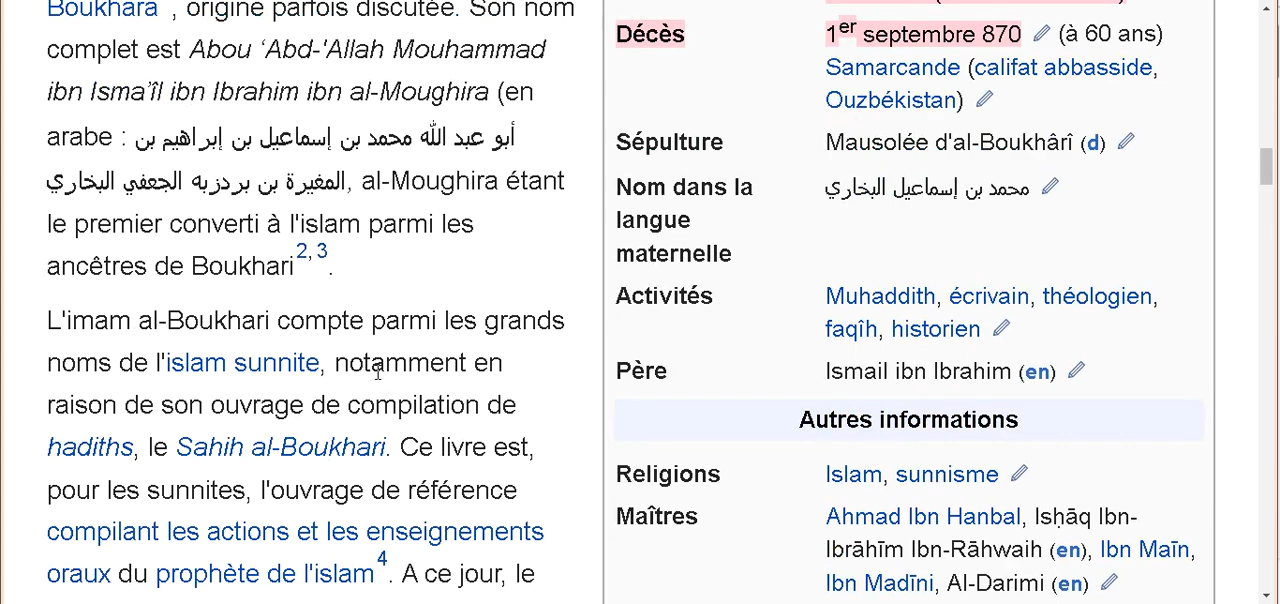 Boukhara , origine parfois discutée. Son nom
complet est Abou ‘Abd-'Allah Mouhammad
ibn Isma’îl ibn Ibrahim ibn al-Moughira (en
arabe : أبو عبد الله محمد بن إسماعيل بن إبراهيم بن
المغيرة بن بردزبه الجعفي البخاري, al-Moughira étant
le premier converti à l'islam parmi les
ancêtres de Boukhari2, 3.
L'imam al-Boukhari compte parmi les grands
noms de l'islam sunnite, notamment en
raison de son ouvrage de compilation de
hadiths, le Sahih al-Boukhari. Ce livre est,
pour les sunnites, l'ouvrage de référence
compilant les actions et les enseignements
oraux du prophète de l'islam4. A ce jour, le
Décès 1er septembre 870 (à 60 ans)
Samarcande (califat abbasside,
Ouzbékistan)
Sépulture Mausolée d'al-Boukhârî (d)
Nom dans la محمد بن إسماعيل البخاري
langue
maternelle
Activités Muhaddith, écrivain, théologien,
faqîh, historien
Père Ismail ibn Ibrahim (en)
Autres informations
Religions Islam, sunnisme
Maîtres Ahmad Ibn Hanbal, Isḥāq Ibn-
Ibrāhīm Ibn-Rāhwaih (en), Ibn Maīn,
Ibn Madīni, Al-Darimi (en)